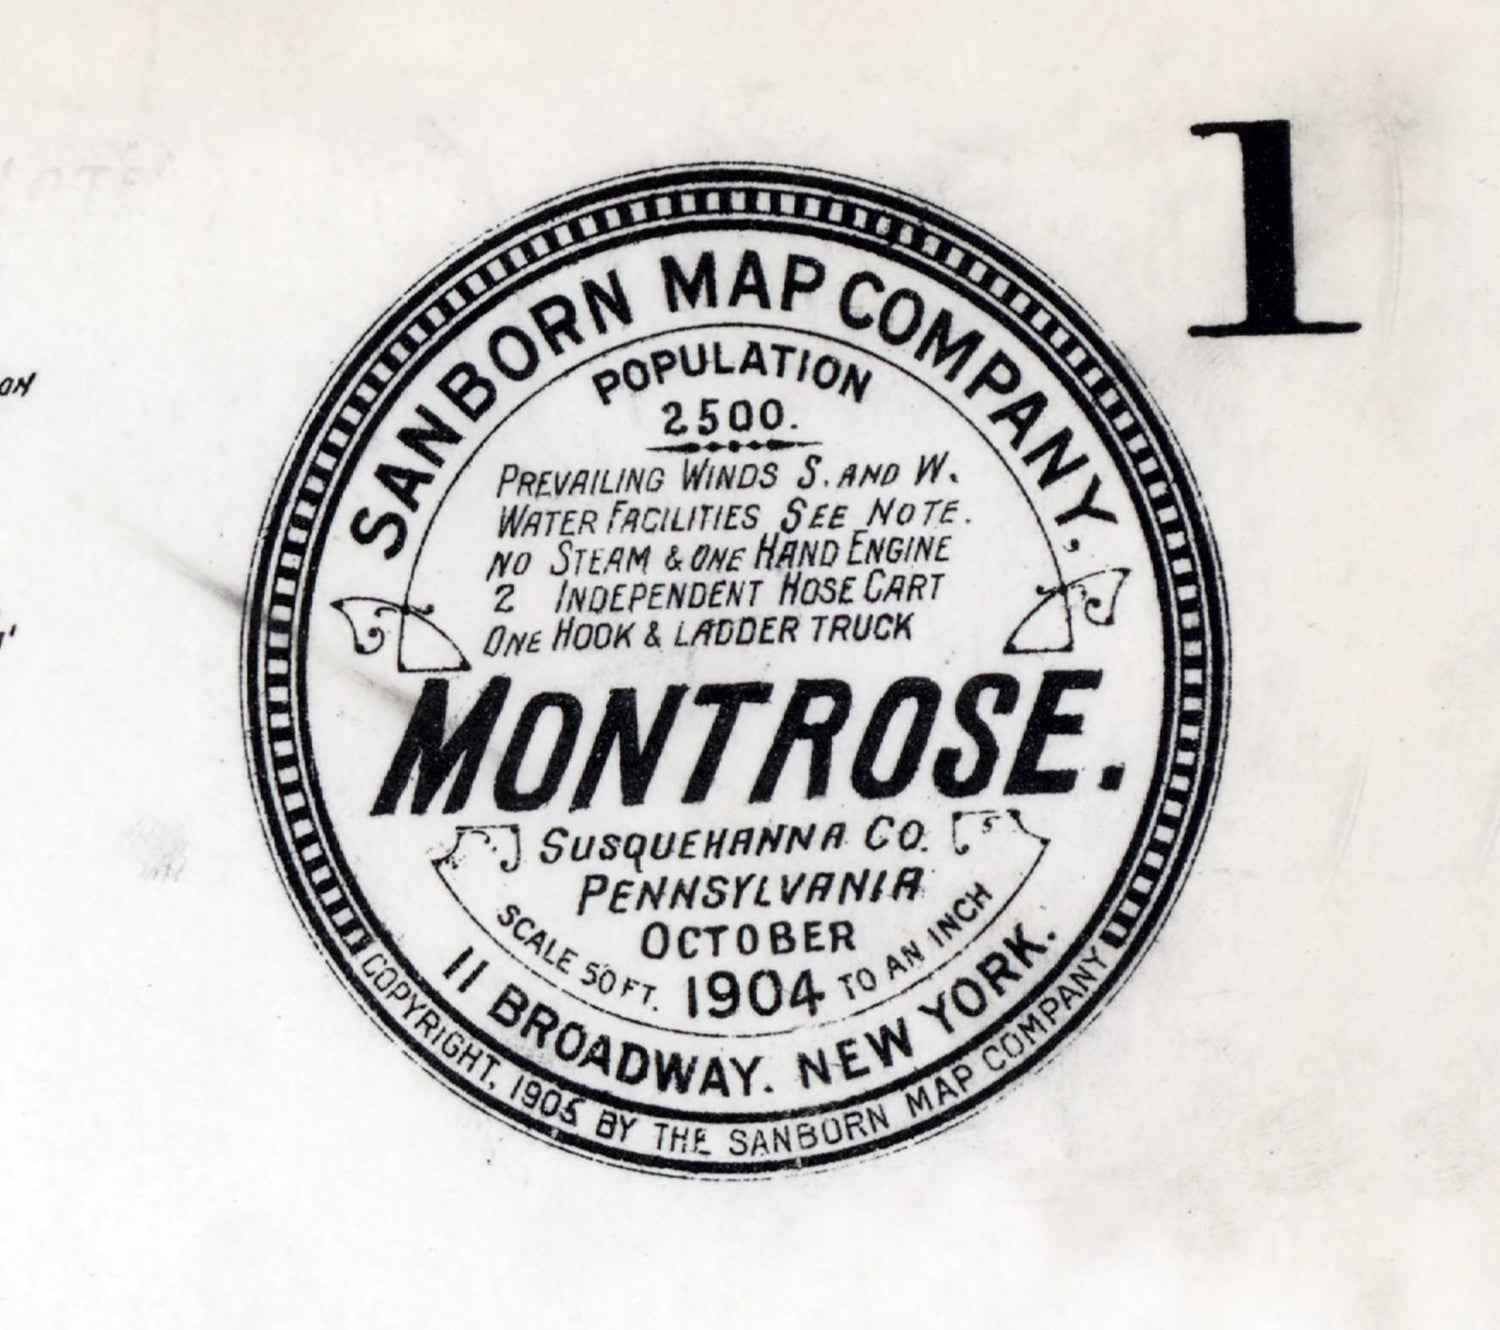 1
SANBORN MAP COMPANY,
POPULATION
2500.
PREVAILING WINDS S. AND W.
WATER FACILITIES SEE NOTE.
NO STEAM & ONE HAND ENGINE
2 INDEPENDENT HOSE CART
ONE HOOK & LADDER TRUCK
MONTROSE.
SUSQUEHANNA CO.
PENNSYLVANIA
OCTOBER
1904
SCALE 50 FT. TO AN INCH
11 BROADWAY. NEW YORK.
COPYRIGHT, 1905 BY THE SANBORN MAP COMPANY